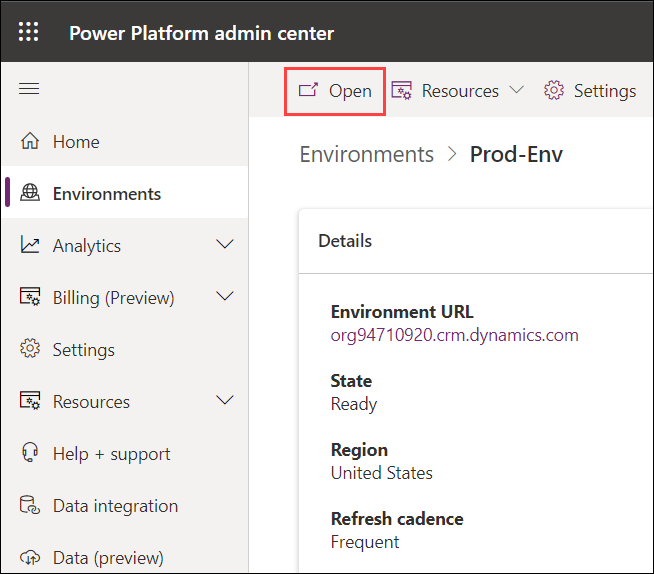 Power Platform admin center
Open Resources Settings
Home
Environments
Analytics
Billing (Preview)
Settings
Resources
Help + support
Data integration
Data (preview)
Environments > Prod-Env
Details
Environment URL
org94710920.crm.dynamics.com
State
Ready
Region
United States
Refresh cadence
Frequent